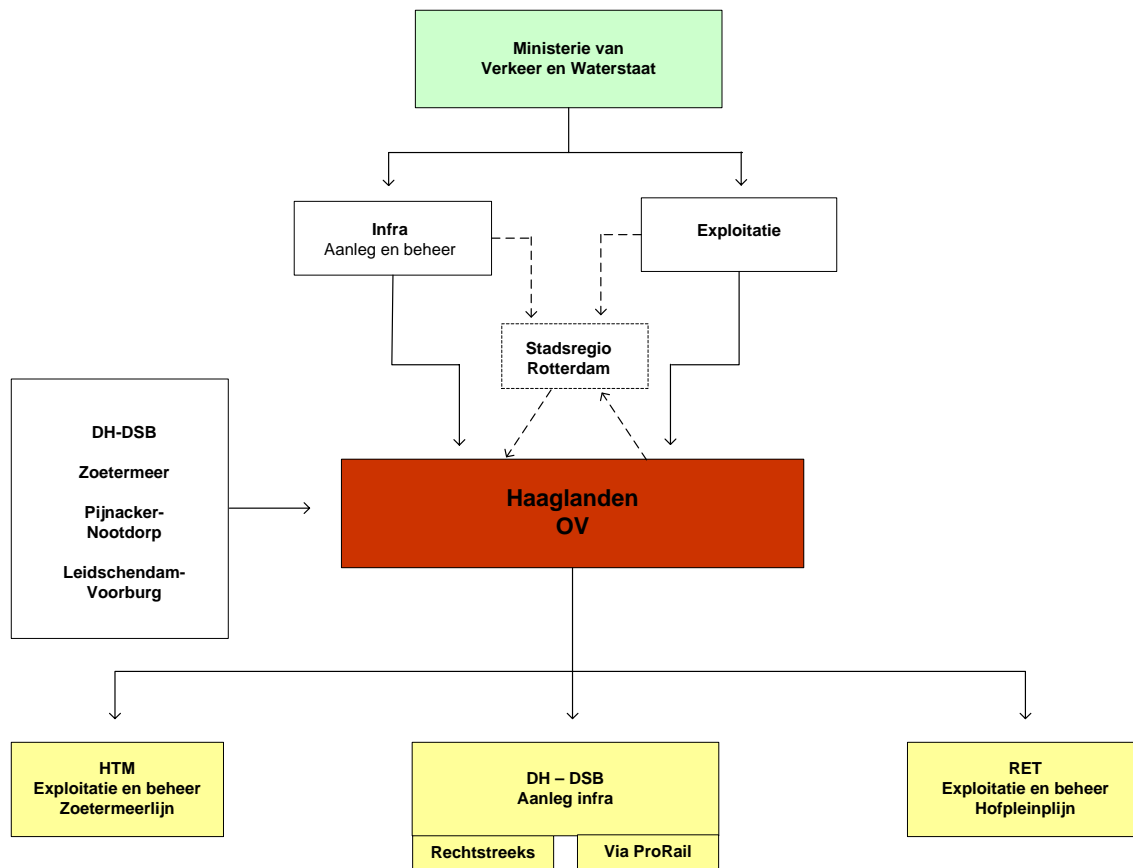 Ministerie van
Verkeer en Waterstaat
Infra
Aanleg en beheer
Exploitatie
Stadsregio
Rotterdam
DH-DSB
Zoetermeer
Pijnacker-
Nootdorp
Leidschendam-
Voorburg
Haaglanden
OV
HTM
Exploitatie en beheer
Zoetermeerlijn
DH – DSB
Aanleg infra
Rechtstreeks
Via ProRail
RET
Exploitatie en beheer
Hofpleinplijn